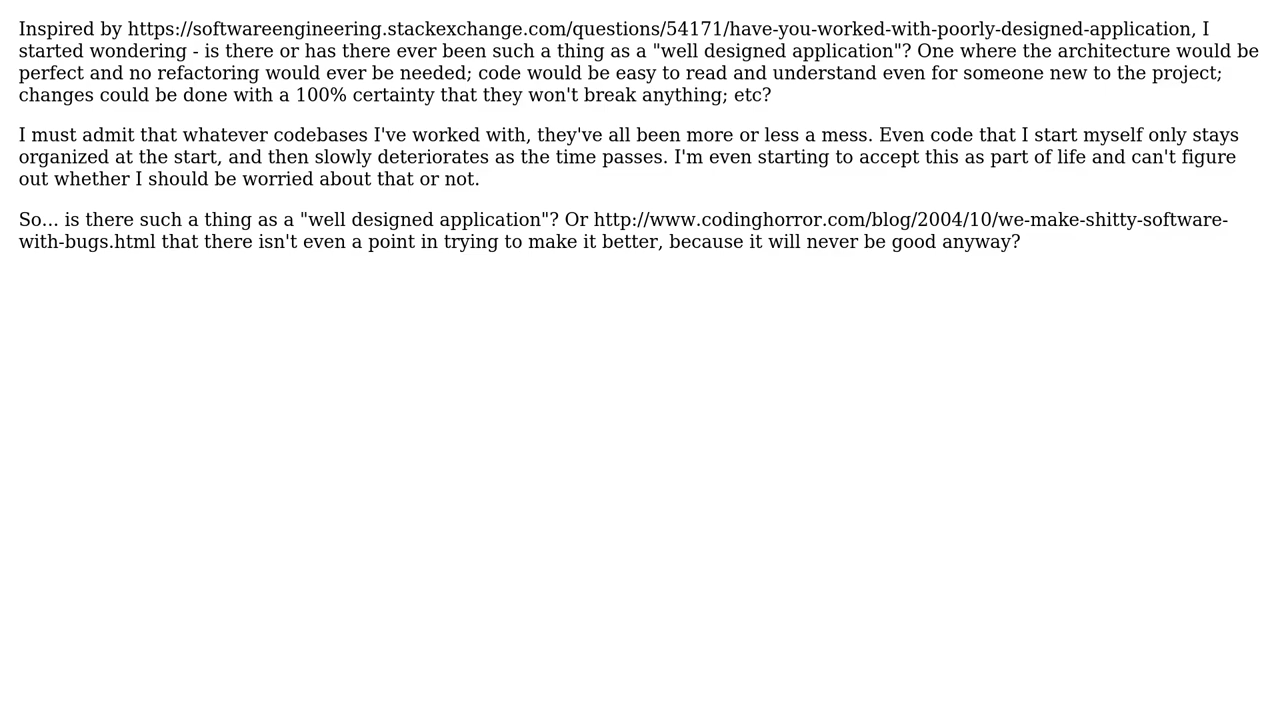 Inspired by https://softwareengineering.stackexchange.com/questions/54171/have-you-worked-with-poorly-designed-application, I
started wondering - is there or has there ever been such a thing as a "well designed application"? One where the architecture would be
perfect and no refactoring would ever be needed; code would be easy to read and understand even for someone new to the project;
changes could be done with a 100% certainty that they won't break anything; etc?
I must admit that whatever codebases I've worked with, they've all been more or less a mess. Even code that I start myself only stays
organized at the start, and then slowly deteriorates as the time passes. I'm even starting to accept this as part of life and can't figure
out whether I should be worried about that or not.
So... is there such a thing as a "well designed application"? Or http://www.codinghorror.com/blog/2004/10/we-make-shitty-software-
with-bugs.html that there isn't even a point in trying to make it better, because it will never be good anyway?